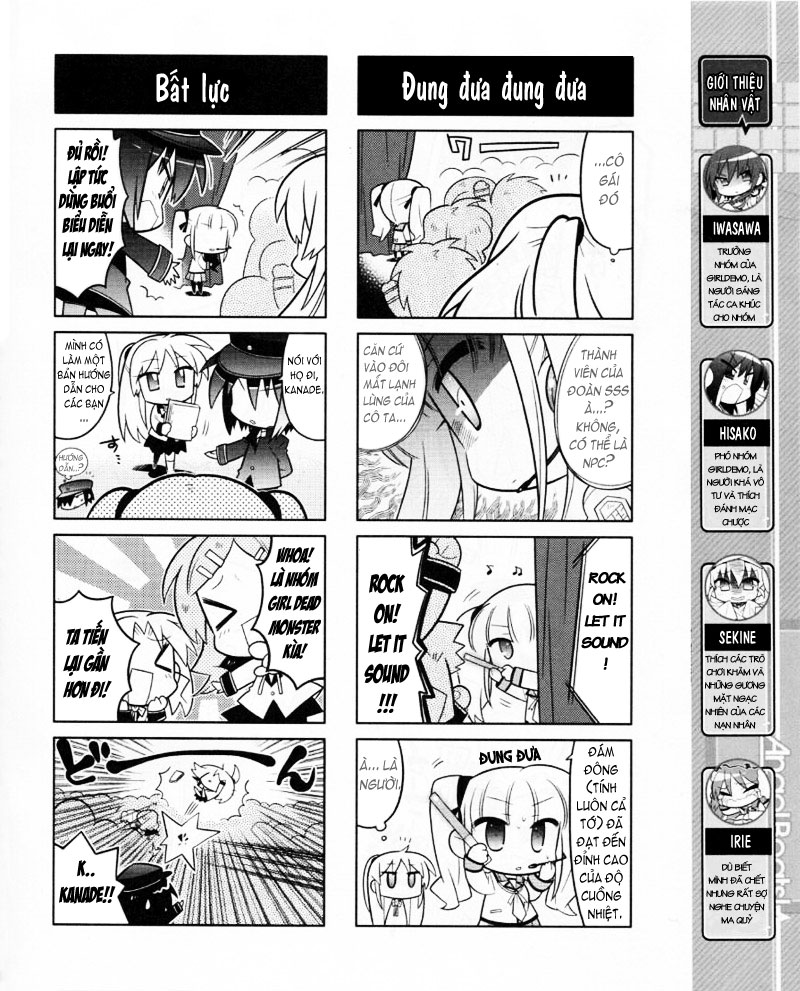 Đung đưa đung đưa
ワー
...CÔ
GÁI
ĐÓ
THÀNH
VIÊN CỦA
ĐOÀN SSS
À...?
KHÔNG,
CÓ THỂ LÀ
NPC?
CĂN CỨ
VÀO ĐÔI
MẮT LẠNH
LÙNG CỦA
CÔ TA...
ROCK
ON!
LET IT
SOUND
!
ROCK
ON!
LET IT
SOUND
!!!
ĐÁM
ĐÔNG
(TÍNH
LUÔN CẢ
TỚ) ĐÃ
ĐẠT ĐẾN
ĐỈNH CAO
CỦA ĐỘ
CUỒNG
NHIỆT.
ĐUNG ĐƯA
À... LÀ
NGƯỜI.
Bất lực
ĐỦ RỒI!
LẬP TỨC
DỪNG BUỔI
BIỂU DIỄN
LẠI NGAY!
NÓI VỚI
HỌ ĐI,
KANADE.
MÌNH CÓ
LÀM MỘT
BẢN HƯỚNG
DẪN CHO
CÁC BẠN
...
す
HƯỚNG
DẪN...?
WHOA!
LÀ NHÓM
GIRL DEAD
MONSTER
KÌA!
TA TIẾN
LẠI GẦN
HƠN ĐI!
どーん
K..
KANADE!!
GIỚI THIỆU
NHÂN VẬT
IWASAWA
TRƯỞNG
NHÓM CỦA
GIRLDEMO, LÀ
NGƯỜI SÁNG
TÁC CA KHÚC
CHO NHÓM
HISAKO
PHÓ NHÓM
GIRLDEMO, LÀ
NGƯỜI KHÁ VÔ
TƯ VÀ THÍCH
ĐÁNH MẠC
CHƯỢC
SEKINE
THÍCH CÁC TRÒ
CHƠI KHĂM VÀ
NHỮNG GƯƠNG
MẶT NGẠC
NHIÊN CỦA CÁC
NẠN NHÂN
IRIE
DÙ BIẾT
MÌNH ĐÃ CHẾT
NHƯNG RẤT SỢ
NGHE CHUYỆN
MA QUỶ